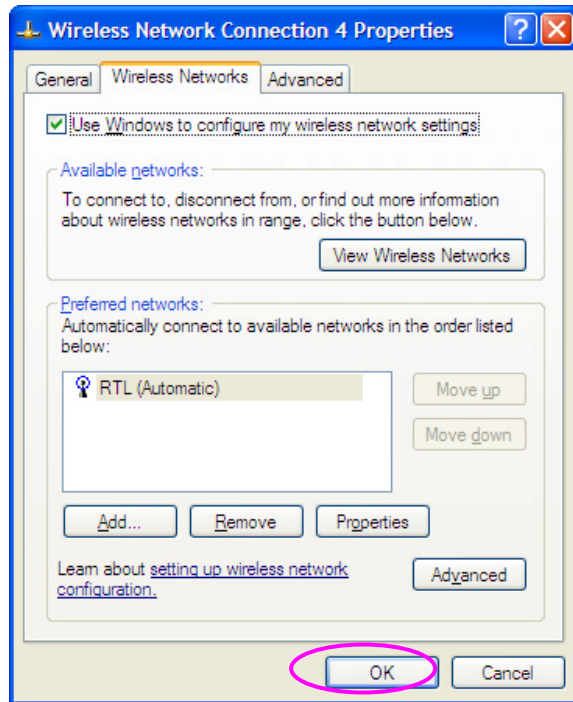 Wireless Network Connection 4 Properties
General
Wireless Networks
Advanced
Use Windows to configure my wireless network settings
Available networks:
To connect to, disconnect from, or find out more information
about wireless networks in range, click the button below.
View Wireless Networks
Preferred networks:
Automatically connect to available networks in the order listed
below:
RTL (Automatic)
Move up
Move down
Add...
Remove
Properties
Learn about setting up wireless network
configuration.
Advanced
OK
Cancel